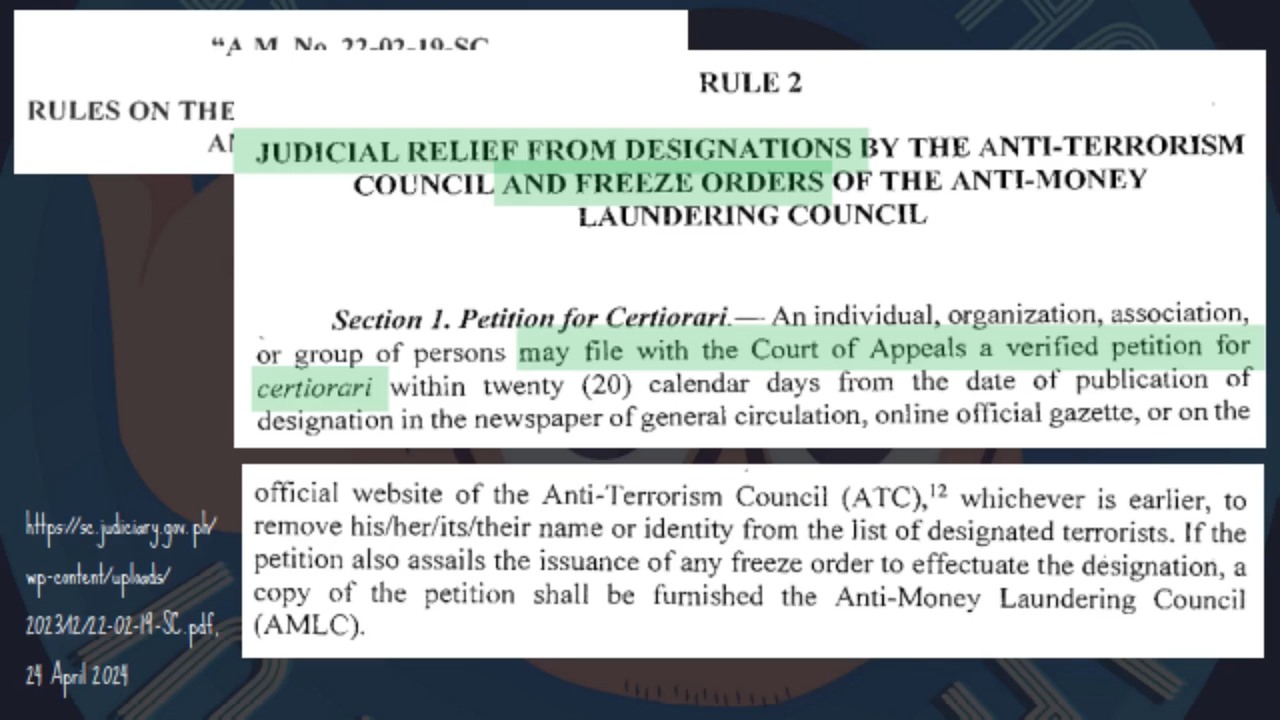 “A.M. No. 22-02-19-SC
RULES ON THE
AN
RULE 2
JUDICIAL RELIEF FROM DESIGNATIONS BY THE ANTI-TERRORISM
COUNCIL AND FREEZE ORDERS OF THE ANTI-MONEY
LAUNDERING COUNCIL
Section 1. Petition for Certiorari.— An individual, organization, association,
or group of persons may file with the Court of Appeals a verified petition for
certiorari within twenty (20) calendar days from the date of publication of
designation in the newspaper of general circulation, online official gazette, or on the
official website of the Anti-Terrorism Council (ATC),12 whichever is earlier, to
remove his/her/its/their name or identity from the list of designated terrorists. If the
petition also assails the issuance of any freeze order to effectuate the designation, a
copy of the petition shall be furnished the Anti-Money Laundering Council
(AMLC).
https://sc.judiciary.gov.ph/
wp-content/uploads/
2023/12/22-02-19-SC.pdf,
24 April 2024